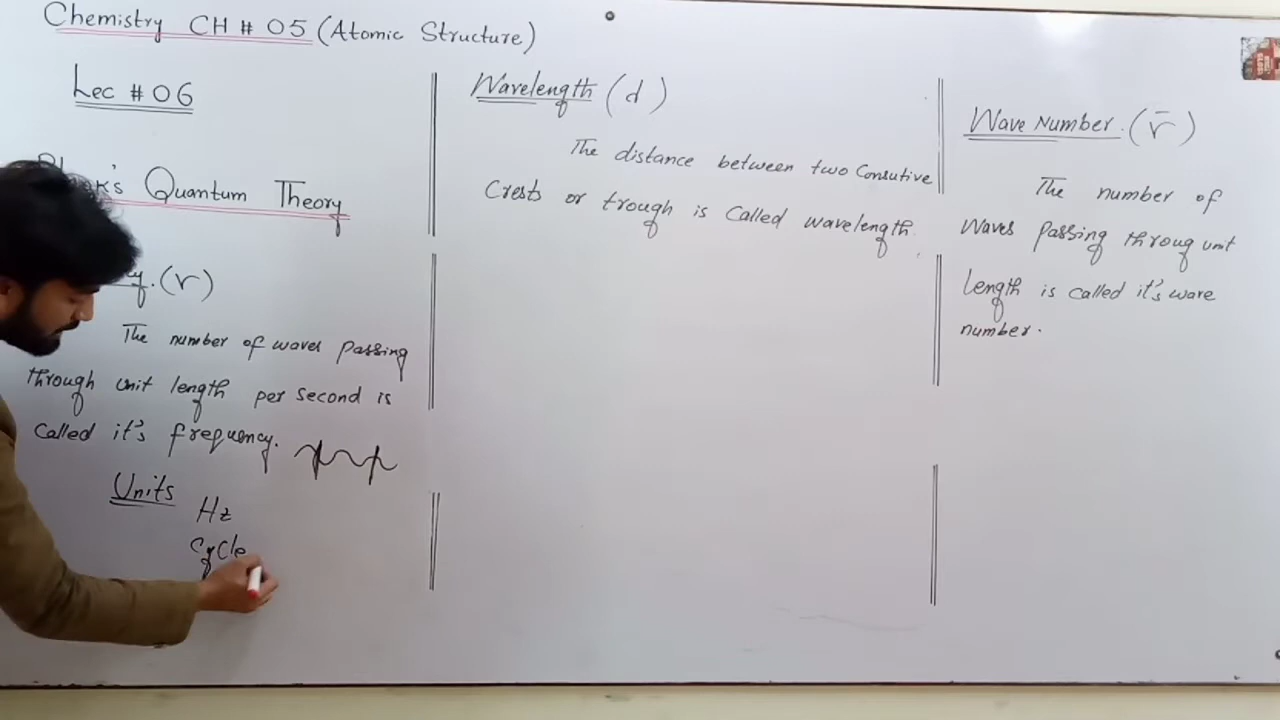 Chemistry CH # 05 (Atomic Structure)
Lec # 06
Quantum Theory
(r)
The number of waves Passing
through unit length per second is
Called it's frequency.
Units
Hz
Cycle
Wavelength (d)
The distance between two Consutive
Crests or trough is Called wavelength.
Wave Number. (r̄)
The number of
Waves Passing throug unit
Length is called it's wave
number.